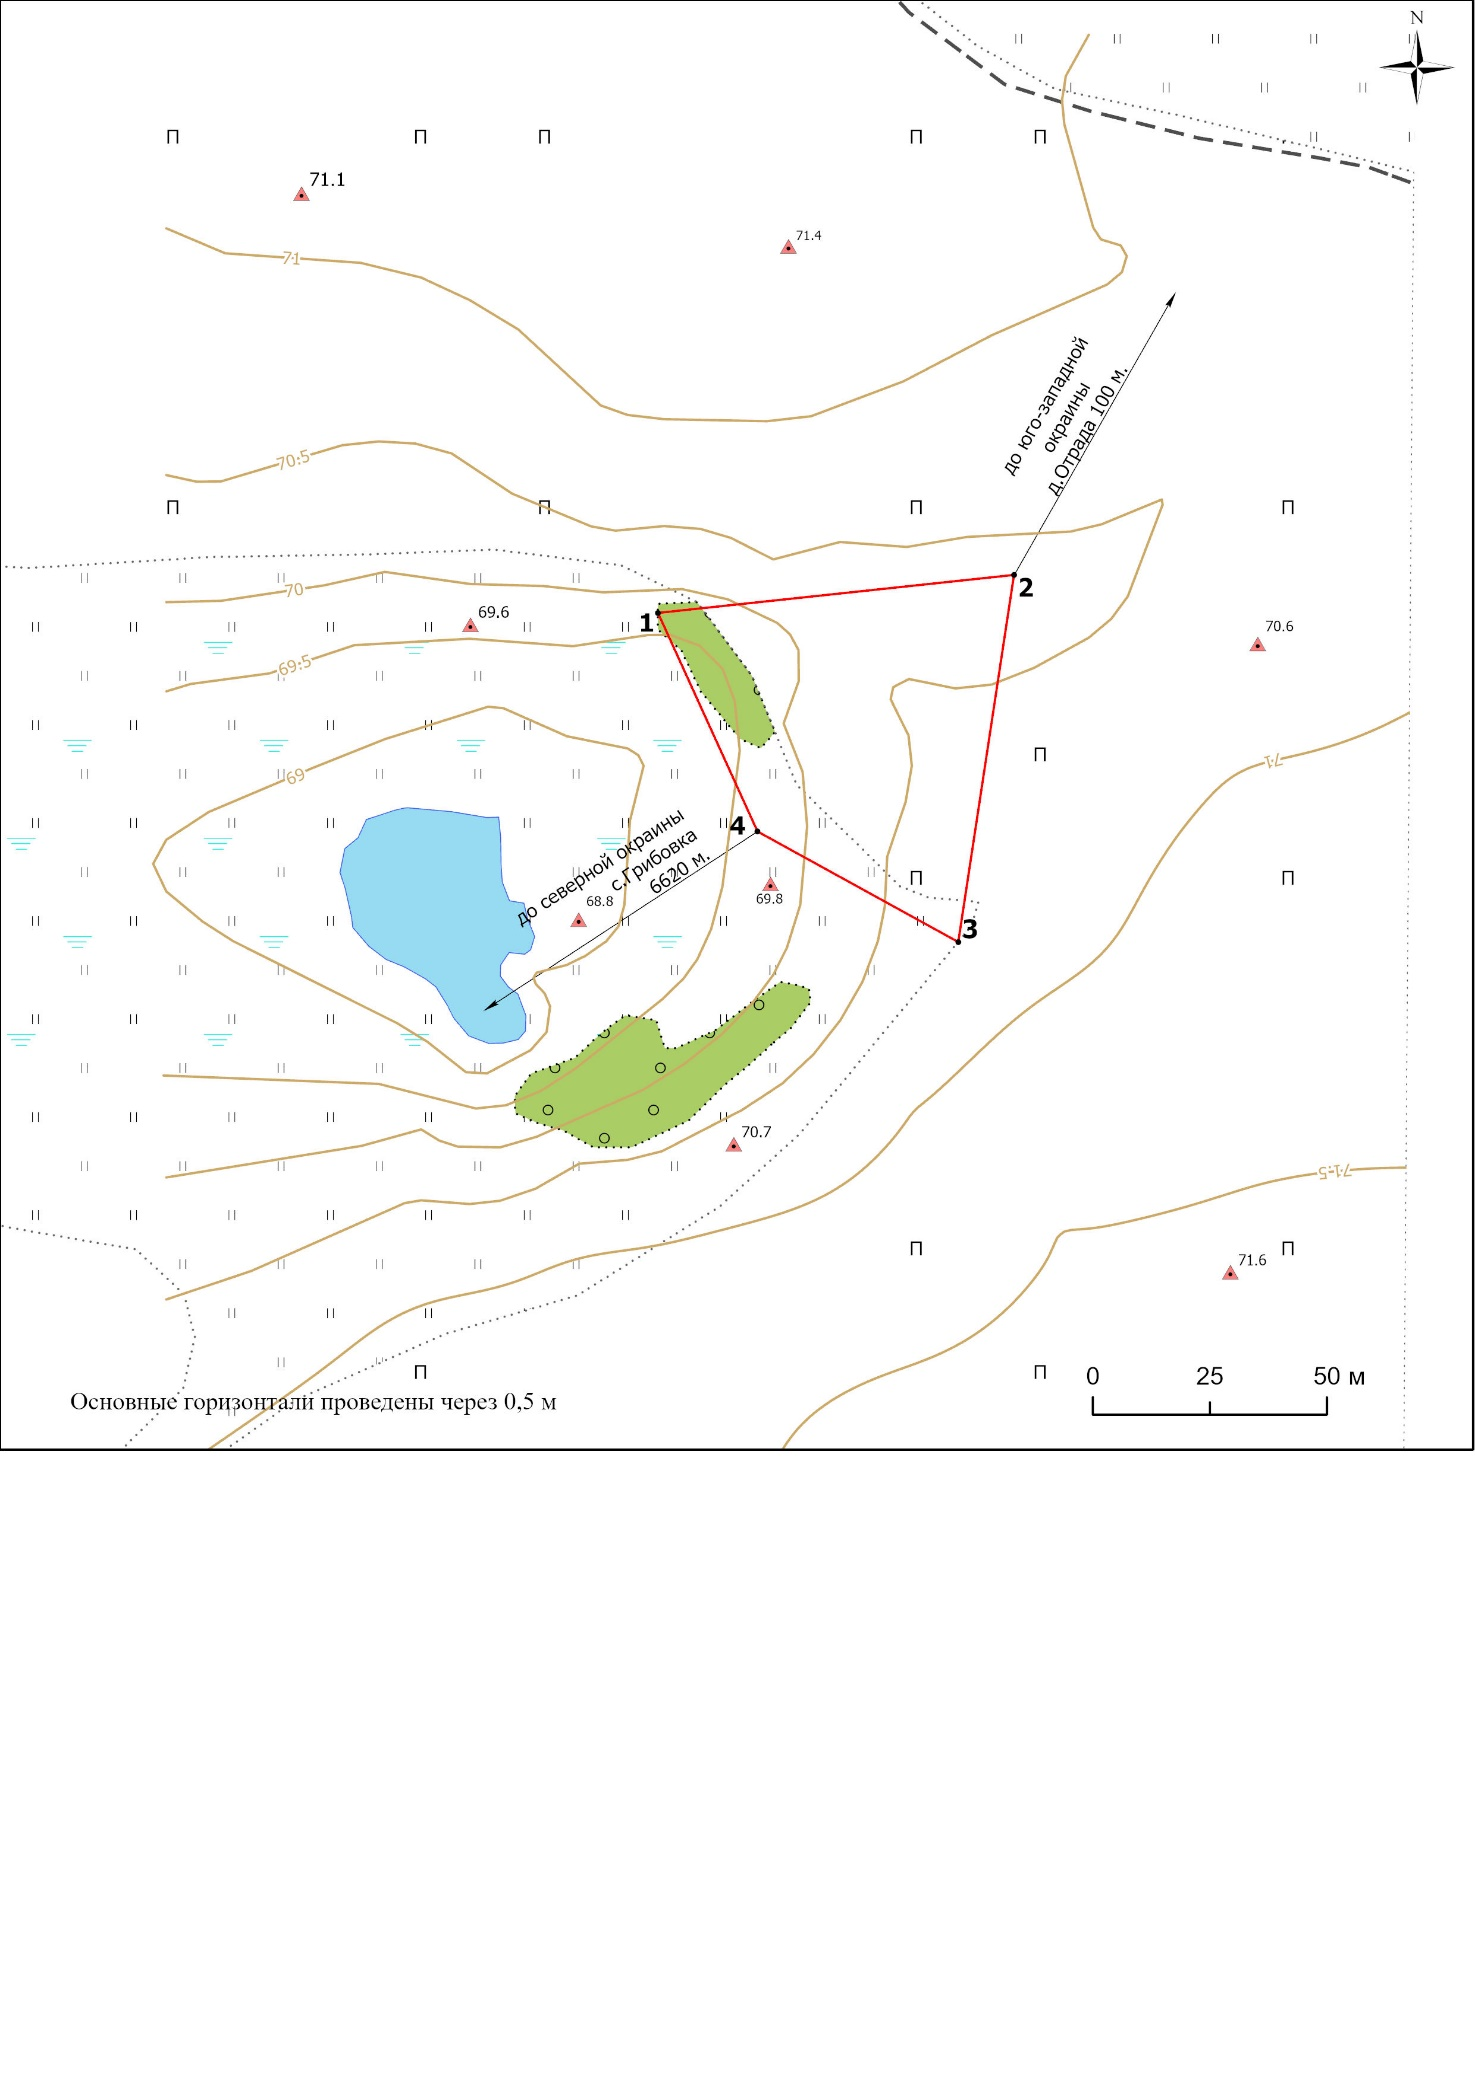 N
71.1
71.4
71
до юго-западной
окраины
д.Отрада 100 м.
70.5
70
69.6
1
2
70.6
69.5
71
69
4
до северной окраины
с.Грибовка
6620 м.
68.8
69.8
3
70.7
71.5
71.6
0 25 50 м
Основные горизонтали проведены через 0,5 м